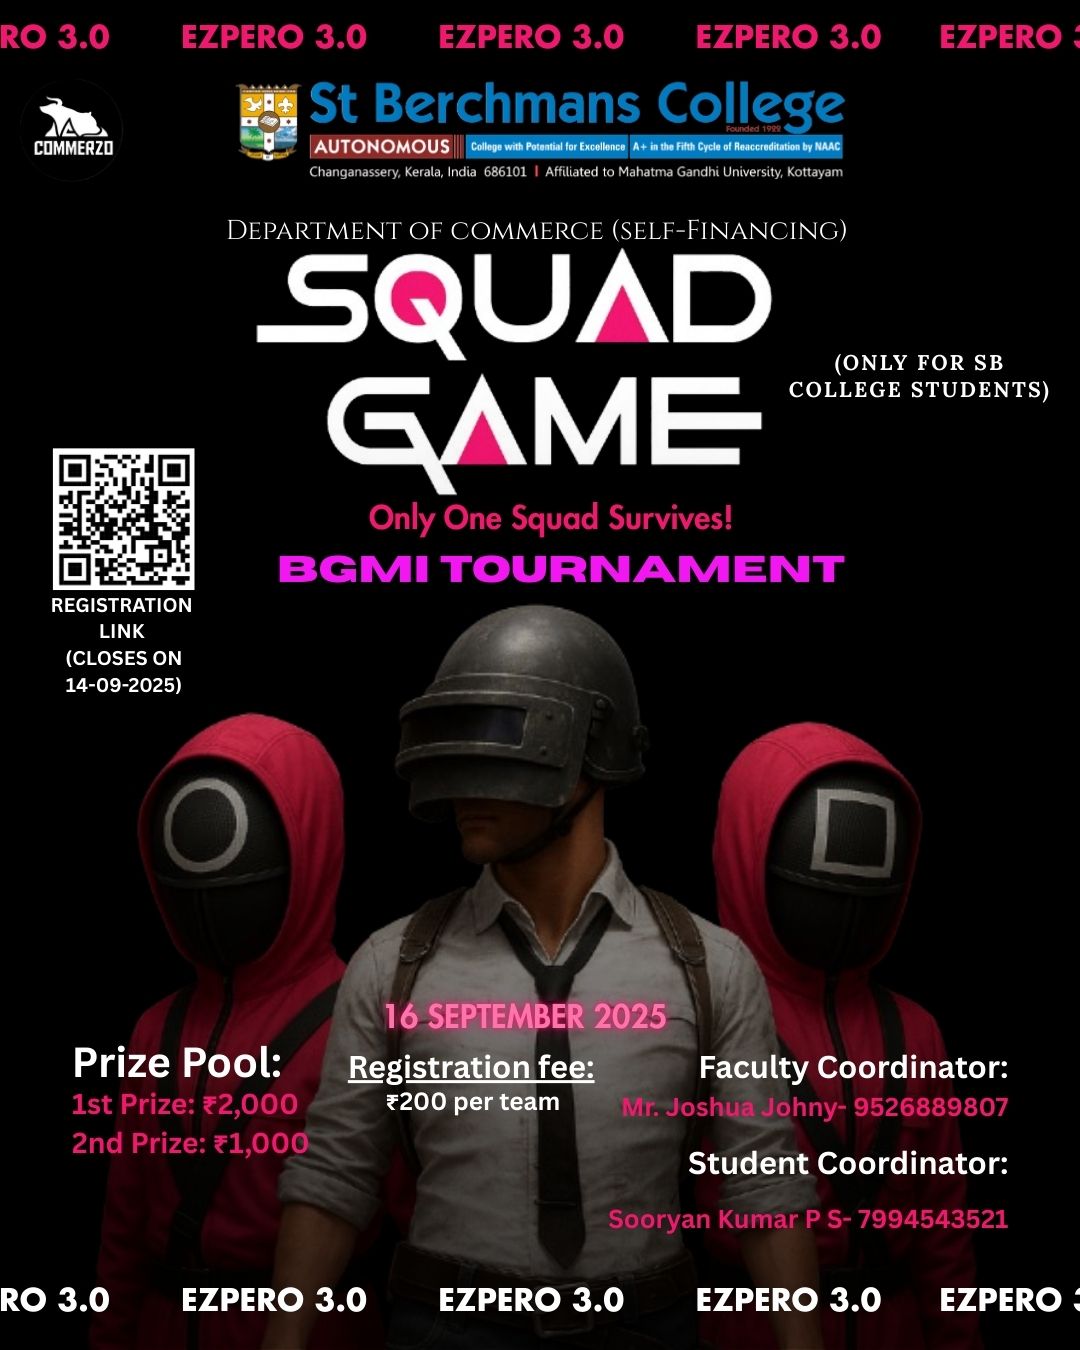 RO 3.0 EZPERO 3.0 EZPERO 3.0 EZPERO 3.0 EZPERO
COMMERZO
St Berchmans College
Founded 1922
AUTONOMOUS College with Potential for Excellence A+ in the Fifth Cycle of Reaccreditation by NAAC
Changanassery, Kerala, India 686101 I Affiliated to Mahatma Gandhi University, Kottayam
Department of commerce (self-Financing)
SQUAD
GAME
(ONLY FOR SB
COLLEGE STUDENTS)
Only One Squad Survives!
BGMI TOURNAMENT
REGISTRATION
LINK
(CLOSES ON
14-09-2025)
16 SEPTEMBER 2025
Prize Pool:
1st Prize: ₹2,000
2nd Prize: ₹1,000
Registration fee:
₹200 per team
Faculty Coordinator:
Mr. Joshua Johny- 9526889807
Student Coordinator:
Sooryan Kumar P S- 7994543521
RO 3.0 EZPERO 3.0 EZPERO 3.0 EZPERO 3.0 EZPERO